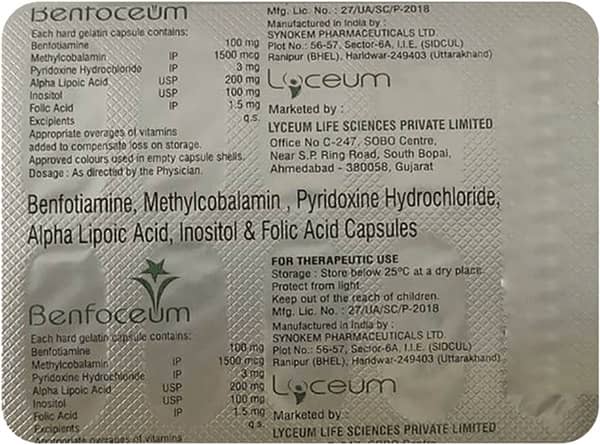 Benfoceum
Each hard gelatin capsule contains:
Benfotiamine 100 mg
Methylcobalamin IP 1500 mcg
Pyridoxine Hydrochloride IP 3 mg
Alpha Lipoic Acid USP 200 mg
Inositol USP 100 mg
Folic Acid IP 1.5 mg
Excipients q.s.
Appropriate overages of vitamins
added to compensate loss on storage.
Approved colours used in empty capsule shells.
Dosage : As directed by the Physician.
Mfg. Lic. No. : 27/UA/SC/P-2018
Manufactured in India by :
SYNOKEM PHARMACEUTICALS LTD.
Plot No.: 56-57, Sector-6A, I.I.E. (SIDCUL)
Ranipur (BHEL), Haridwar-249403 (Uttarakhand)
Lyceum
Marketed by :
LYCEUM LIFE SCIENCES PRIVATE LIMITED
Office No C-247, SOBO Centre,
Near S.P. Ring Road, South Bopal,
Ahmedabad - 380058, Gujarat
Benfotiamine, Methylcobalamin , Pyridoxine Hydrochloride,
Alpha Lipoic Acid, Inositol & Folic Acid Capsules
Benfoceum
Each hard gelatin capsule contains:
Benfotiamine 100 mg
Methylcobalamin IP 1500 mcg
Pyridoxine Hydrochloride IP 3 mg
Alpha Lipoic Acid USP 200 mg
Inositol USP 100 mg
Folic Acid IP 1.5 mg
Excipients q.s.
Appropriate overages of vitamins
FOR THERAPEUTIC USE
Storage : Store below 25°C at a dry place.
Protect from light.
Keep out of the reach of children.
Mfg. Lic. No. : 27/UA/SC/P-2018
Manufactured in India by :
SYNOKEM PHARMACEUTICALS LTD.
Plot No.: 56-57, Sector-6A, I.I.E. (SIDCUL)
Ranipur (BHEL), Haridwar-249403 (Uttarakhand)
Lyceum
Marketed by :
LYCEUM LIFE SCIENCES PRIVATE LIMITED